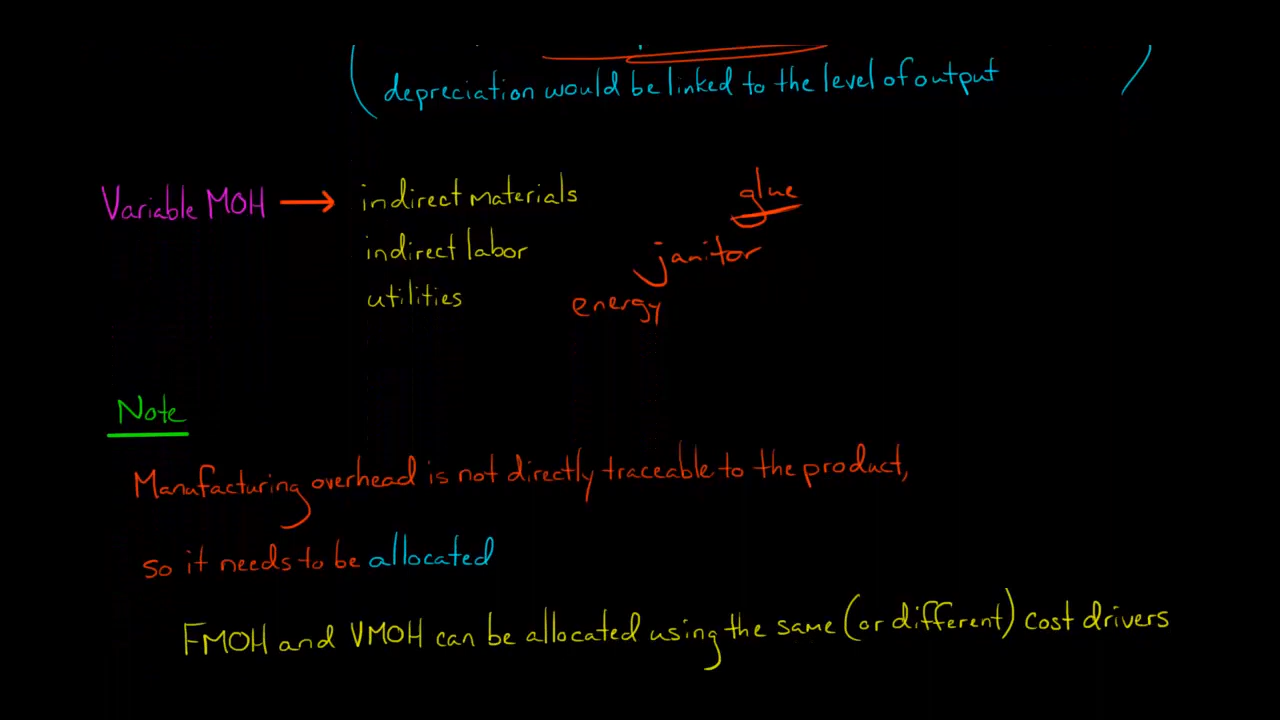 (depreciation would be linked to the level of output)
Variable MOH → indirect materials glue
indirect labor janitor
utilities energy
Note
Manufacturing overhead is not directly traceable to the product,
so it needs to be allocated
FMOH and VMOH can be allocated using the same (or different) cost drivers